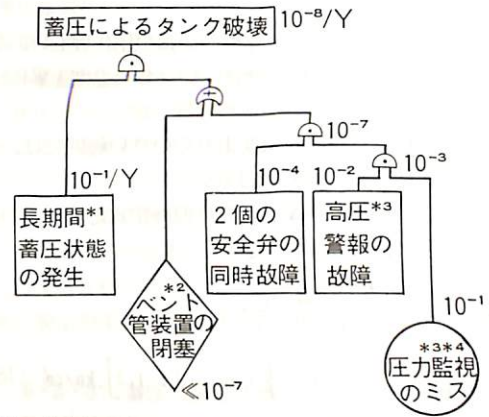 蓄圧によるタンク破壊 10⁻⁸/Y
10⁻⁷
10⁻³
10⁻¹/Y
10⁻⁴
10⁻²
長期間*¹
蓄圧状態
の発生
2個の
安全弁の
同時故障
高圧*³
警報の
故障
*²
ベント
管装置の
閉塞
≪10⁻⁷
10⁻¹
*³*⁴
圧力監視
のミス